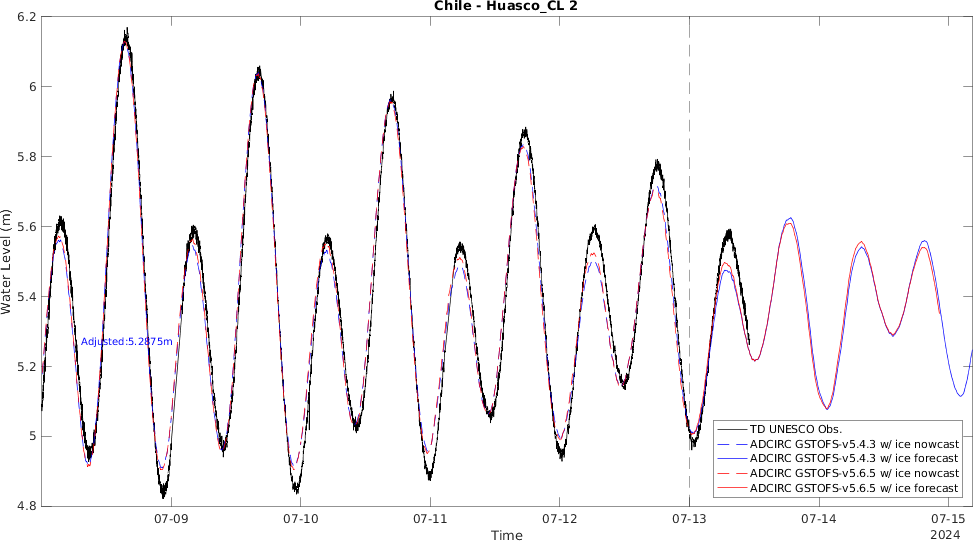 Chile - Huasco_CL 2
Water Level (m)
6.2
6
5.8
5.6
5.4
5.2
5
4.8
Adjusted:5.2875m
TD UNESCO Obs.
ADCIRC GSTOFS-v5.4.3 w/ ice nowcast
ADCIRC GSTOFS-v5.4.3 w/ ice forecast
ADCIRC GSTOFS-v5.6.5 w/ ice nowcast
ADCIRC GSTOFS-v5.6.5 w/ ice forecast
07-09 07-10 07-11 07-12 07-13 07-14 07-15
2024
Time